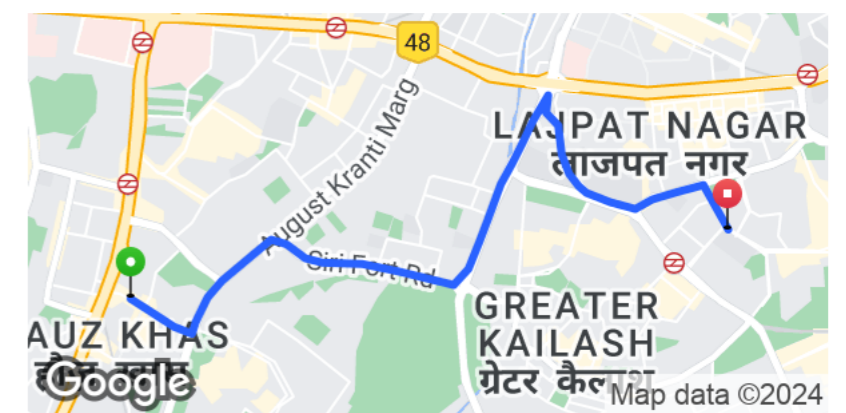 48
August Kranti Marg
LAJPAT NAGAR
लाजपत नगर
Siri Fort Rd
GREATER
KAILASH
ग्रेटर
AUZ KHAS
Google
Map data ©2024